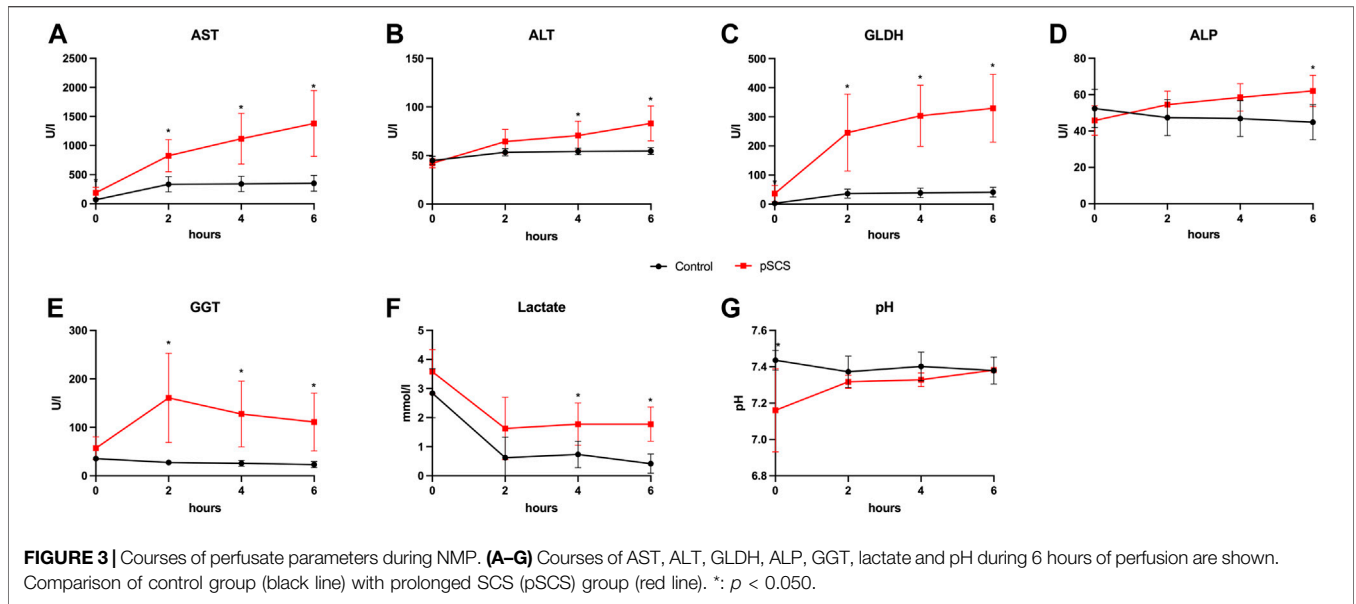 A AST
2500
2000
1500
1000
500
0
U/l
0 2 4 6
hours
* * * *
B ALT
150
100
50
0
U/l
0 2 4 6
hours
* *
C GLDH
500
400
300
200
100
0
U/l
0 2 4 6
hours
* * * *
D ALP
80
60
40
20
0
U/l
0 2 4 6
hours
*
Control pSCS
E GGT
300
200
100
0
U/l
0 2 4 6
hours
* * *
F Lactate
5
4
3
2
1
0
mmol/l
0 2 4 6
hours
* *
G pH
7.6
7.4
7.2
7.0
6.8
pH
0 2 4 6
hours
*
FIGURE 3 | Courses of perfusate parameters during NMP. (A–G) Courses of AST, ALT, GLDH, ALP, GGT, lactate and pH during 6 hours of perfusion are shown.
Comparison of control group (black line) with prolonged SCS (pSCS) group (red line). *: p < 0.050.